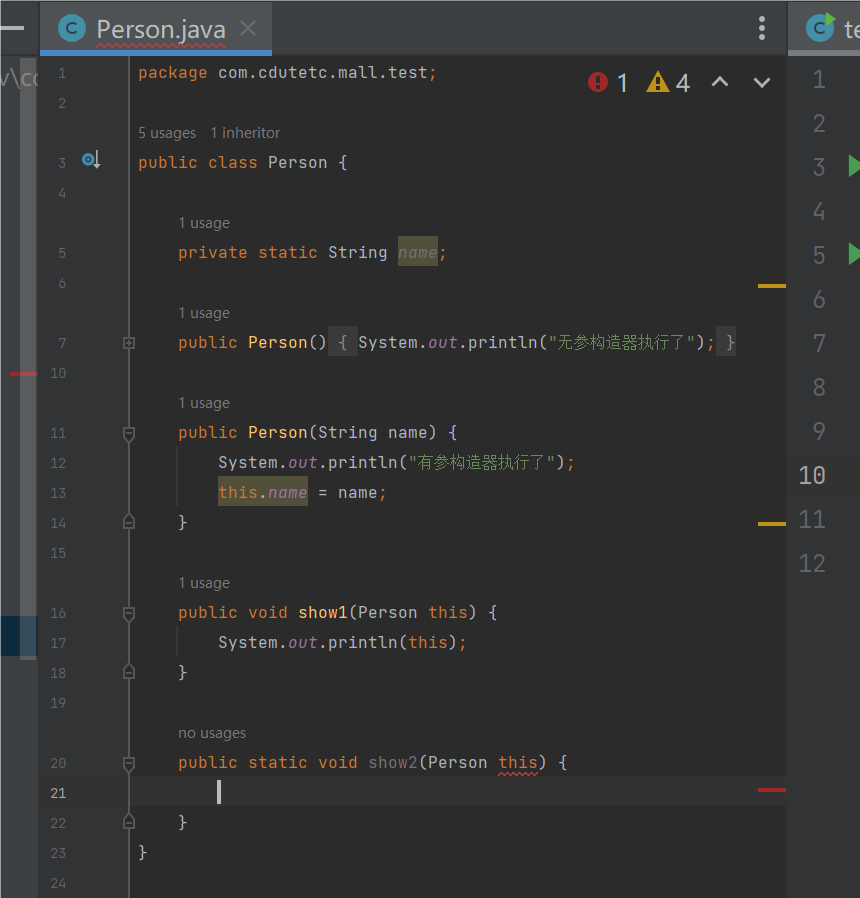 Person.java
te
v\co
1 package com.cdutetc.mall.test;
1 4
2
5 usages 1 inheritor
3 public class Person {
4
1 usage
5 private static String name;
6
1 usage
7 public Person() { System.out.println("无参构造器执行了"); }
10
1 usage
11 public Person(String name) {
12 System.out.println("有参构造器执行了");
13 this.name = name;
14 }
15
1 usage
16 public void show1(Person this) {
17 System.out.println(this);
18 }
19
no usages
20 public static void show2(Person this) {
21
22 }
23 }
24
1
2
3
4
5
6
7
8
9
10
11
12